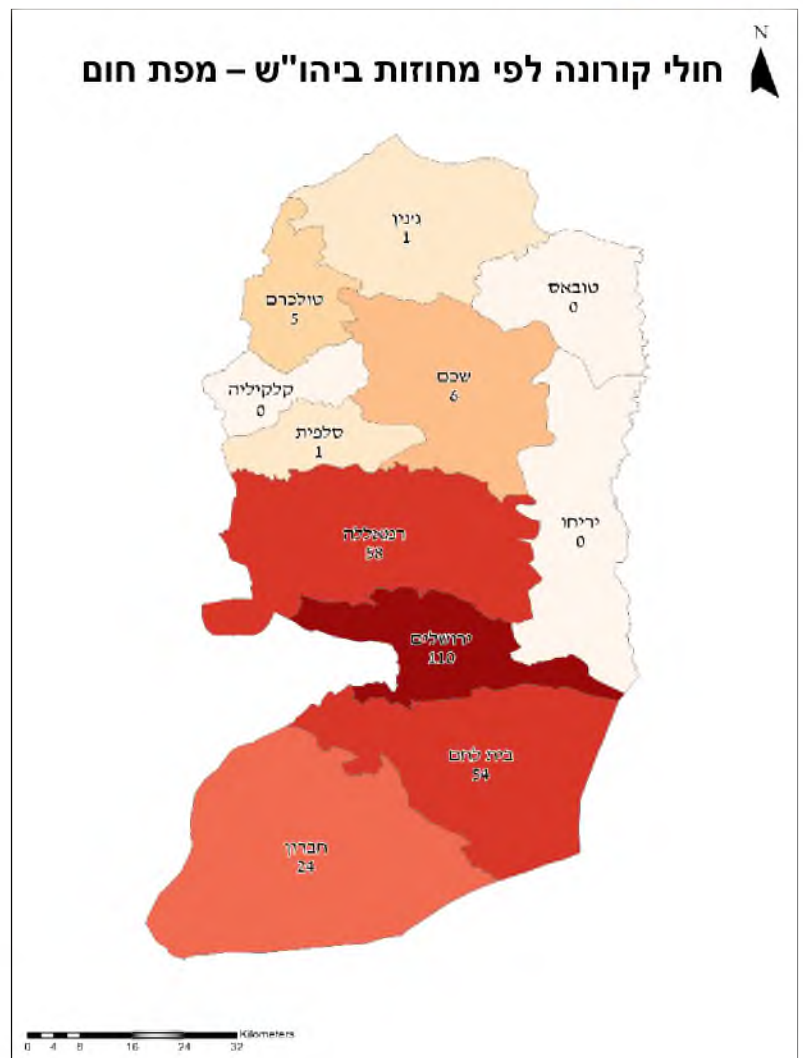 N
חולי קורונה לפי מחוזות ביהו"ש – מפת חום
ג'נין
1
טובאס
0
טולכרם
5
שכם
6
קלקיליה
0
סלפית
1
יריחו
0
רמאללה
58
ירושלים
110
בית לחם
54
חברון
24
Kilometers
0 4 8 16 24 32